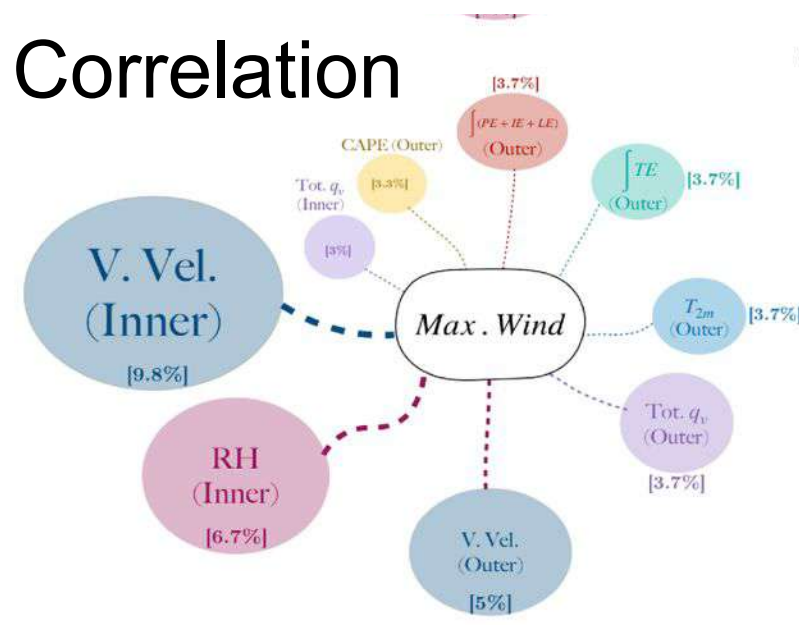 Correlation
[3.7%]
∫(PE + IE + LE)
(Outer)
CAPE (Outer)
[3.3%]
∫TE
(Outer)
[3.7%]
Tot. qᵥ
(Inner)
[3%]
V. Vel.
(Inner)
[9.8%]
Max . Wind
T₂ₘ
(Outer)
[3.7%]
Tot. qᵥ
(Outer)
[3.7%]
RH
(Inner)
[6.7%]
V. Vel.
(Outer)
[5%]